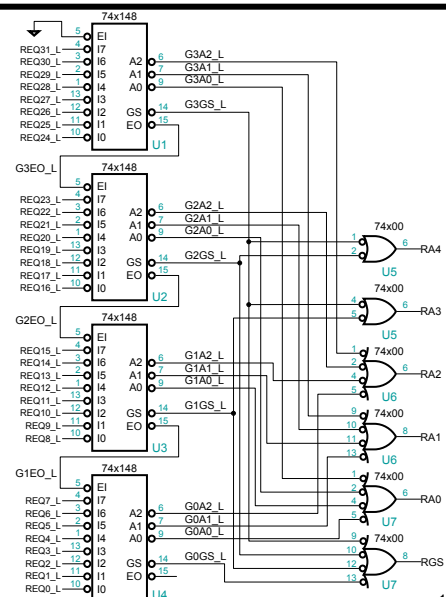 74x148
5 EI
REQ31_L 4 I7
REQ30_L 3 I6 A2 6 G3A2_L
REQ29_L 2 I5 A1 7 G3A1_L
REQ28_L 1 I4 A0 9 G3A0_L
REQ27_L 13 I3
REQ26_L 12 I2 GS 14 G3GS_L
REQ25_L 11 I1 EO 15
REQ24_L 10 I0
U1
G3EO_L
74x148
5 EI
REQ23_L 4 I7
REQ22_L 3 I6 A2 6 G2A2_L
REQ21_L 2 I5 A1 7 G2A1_L
REQ20_L 1 I4 A0 9 G2A0_L
REQ19_L 13 I3
REQ18_L 12 I2 GS 14 G2GS_L
REQ17_L 11 I1 EO 15
REQ16_L 10 I0
U2
G2EO_L
74x148
5 EI
REQ15_L 4 I7
REQ14_L 3 I6 A2 6 G1A2_L
REQ13_L 2 I5 A1 7 G1A1_L
REQ12_L 1 I4 A0 9 G1A0_L
REQ11_L 13 I3
REQ10_L 12 I2 GS 14 G1GS_L
REQ9_L 11 I1 EO 15
REQ8_L 10 I0
U3
G1EO_L
74x148
5 EI
REQ7_L 4 I7
REQ6_L 3 I6 A2 6 G0A2_L
REQ5_L 2 I5 A1 7 G0A1_L
REQ4_L 1 I4 A0 9 G0A0_L
REQ3_L 13 I3
REQ2_L 12 I2 GS 14 G0GS_L
REQ1_L 11 I1 EO 15
REQ0_L 10 I0
U4
74x00
1 2 6 RA4
U5
74x00
4 5 6 RA3
U5
74x00
1 2 4 5 6 RA2
U6
74x00
9 10 11 13 8 RA1
U6
74x00
1 2 4 5 6 RA0
U7
74x00
9 10 12 13 8 RGS
U7